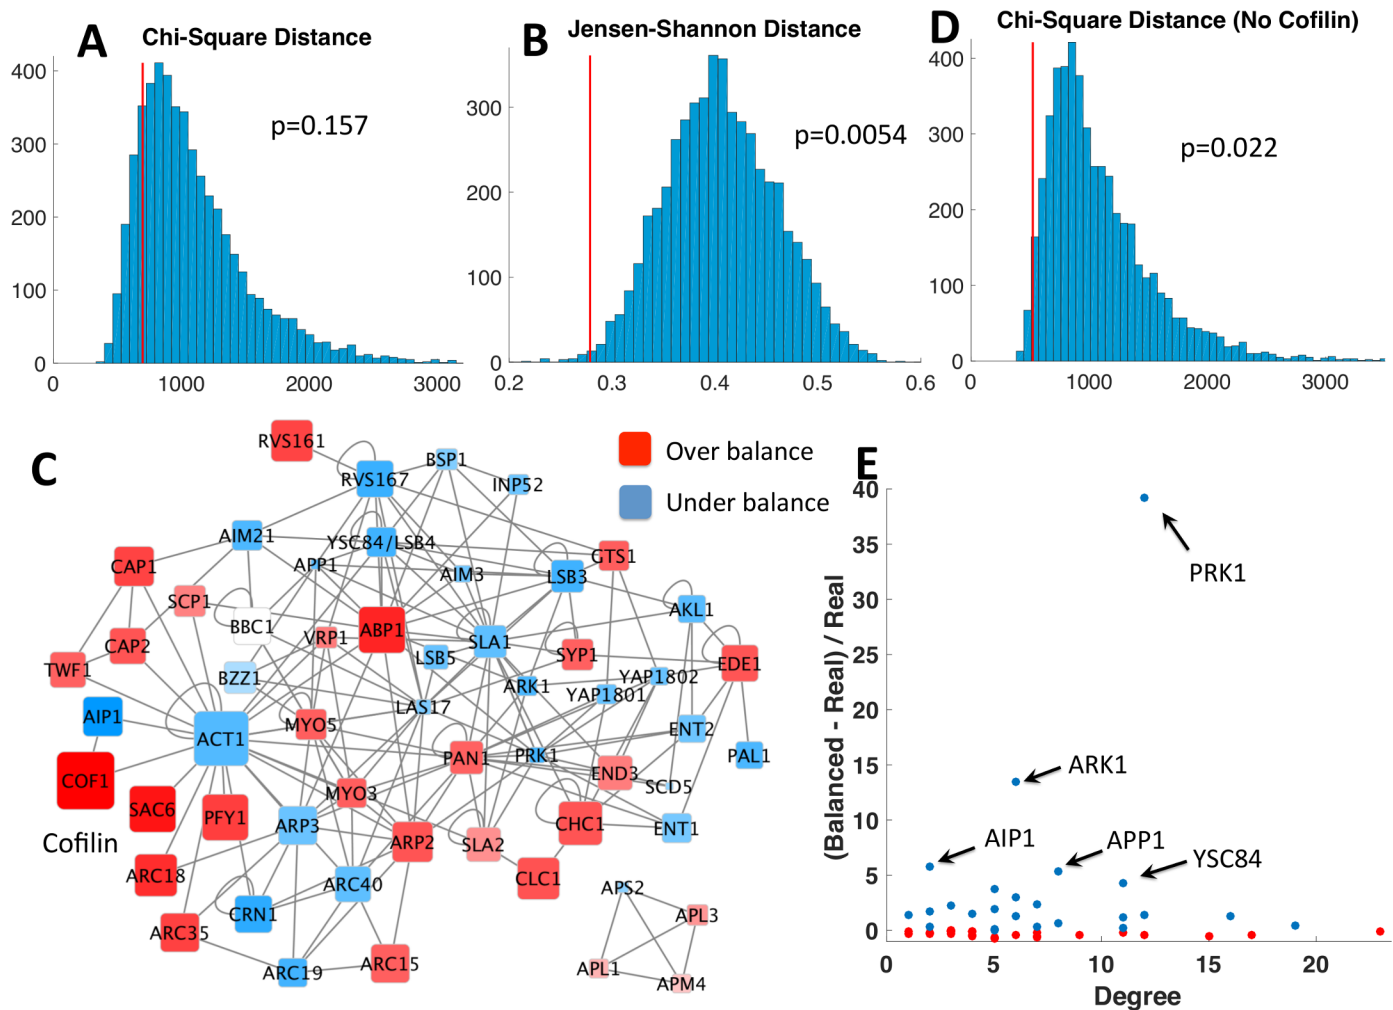 A
Chi-Square Distance
400
300
200
100
0
p=0.157
0
1000
2000
3000
B
Jensen-Shannon Distance
300
200
100
0
p=0.0054
0.2
0.3
0.4
0.5
0.6
D
Chi-Square Distance (No Cofilin)
400
300
200
100
0
p=0.022
0
1000
2000
3000
C
Over balance
Under balance
RVS161
RVS167
BSP1
INP52
AIM21
YSC84/LSB4
CAP1
APP1
AIM3
LSB3
GTS1
SCP1
BBC1
VRP1
ABP1
SLA1
AKL1
CAP2
TWF1
BZZ1
LSB5
SYP1
EDE1
ARK1
YAP1801
YAP1802
AIP1
ACT1
MYO5
LAS17
ENT2
COF1
PAN1
PRK1
END3
SCD5
PAL1
SAC6
PFY1
MYO3
Cofilin
ARP3
ARP2
SLA2
CHC1
ENT1
ARC18
ARC40
CLC1
APS2
CRN1
APL3
ARC35
ARC19
ARC15
APL1
APM4
E
(Balanced - Real) / Real
40
35
30
25
20
15
10
5
0
PRK1
ARK1
AIP1
APP1
YSC84
0
5
10
15
20
Degree